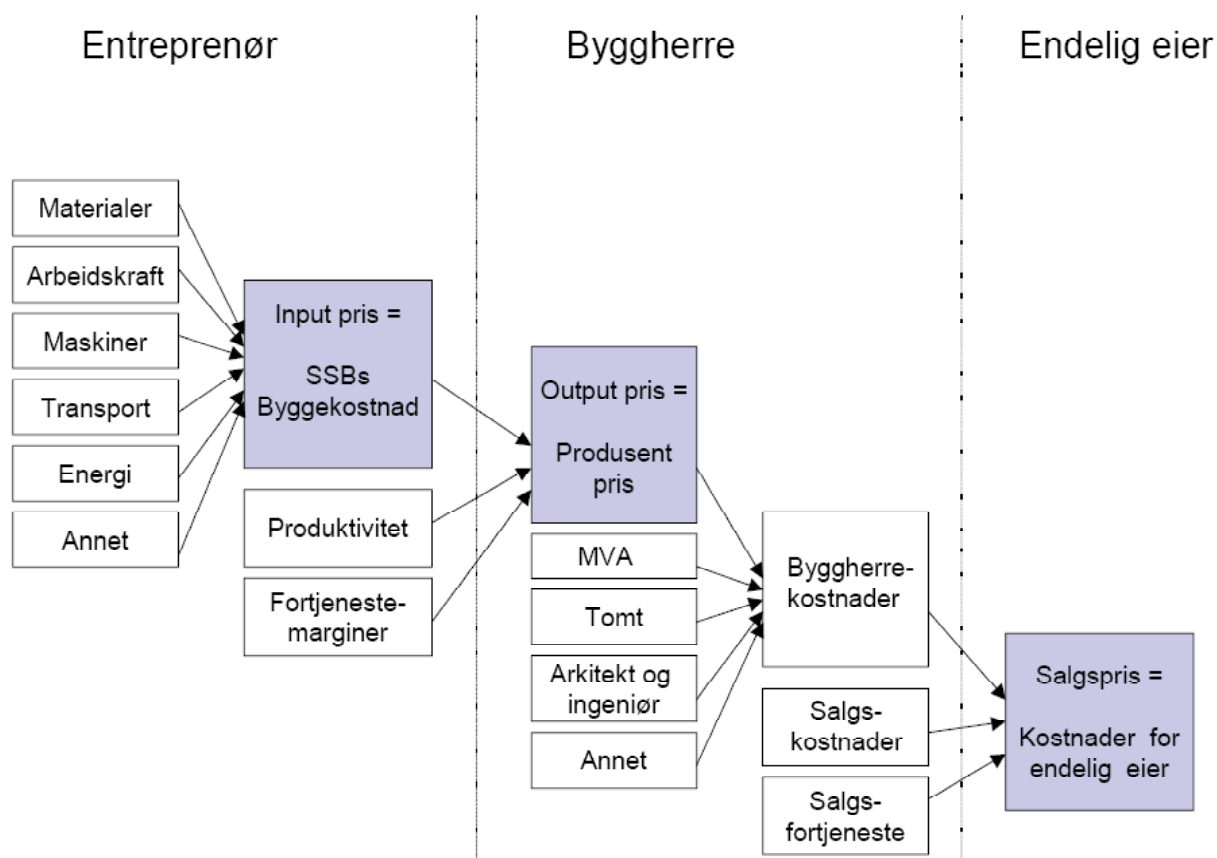 Entreprenør
Byggherre
Endelig eier
Materialer
Arbeidskraft
Maskiner
Transport
Energi
Annet
Input pris =
SSBs
Byggekostnad
Produktivitet
Fortjeneste-
marginer
Output pris =
Produsent
pris
MVA
Tomt
Arkitekt og
ingeniør
Annet
Byggherre-
kostnader
Salgs-
kostnader
Salgs-
fortjeneste
Salgspris =
Kostnader for
endelig eier